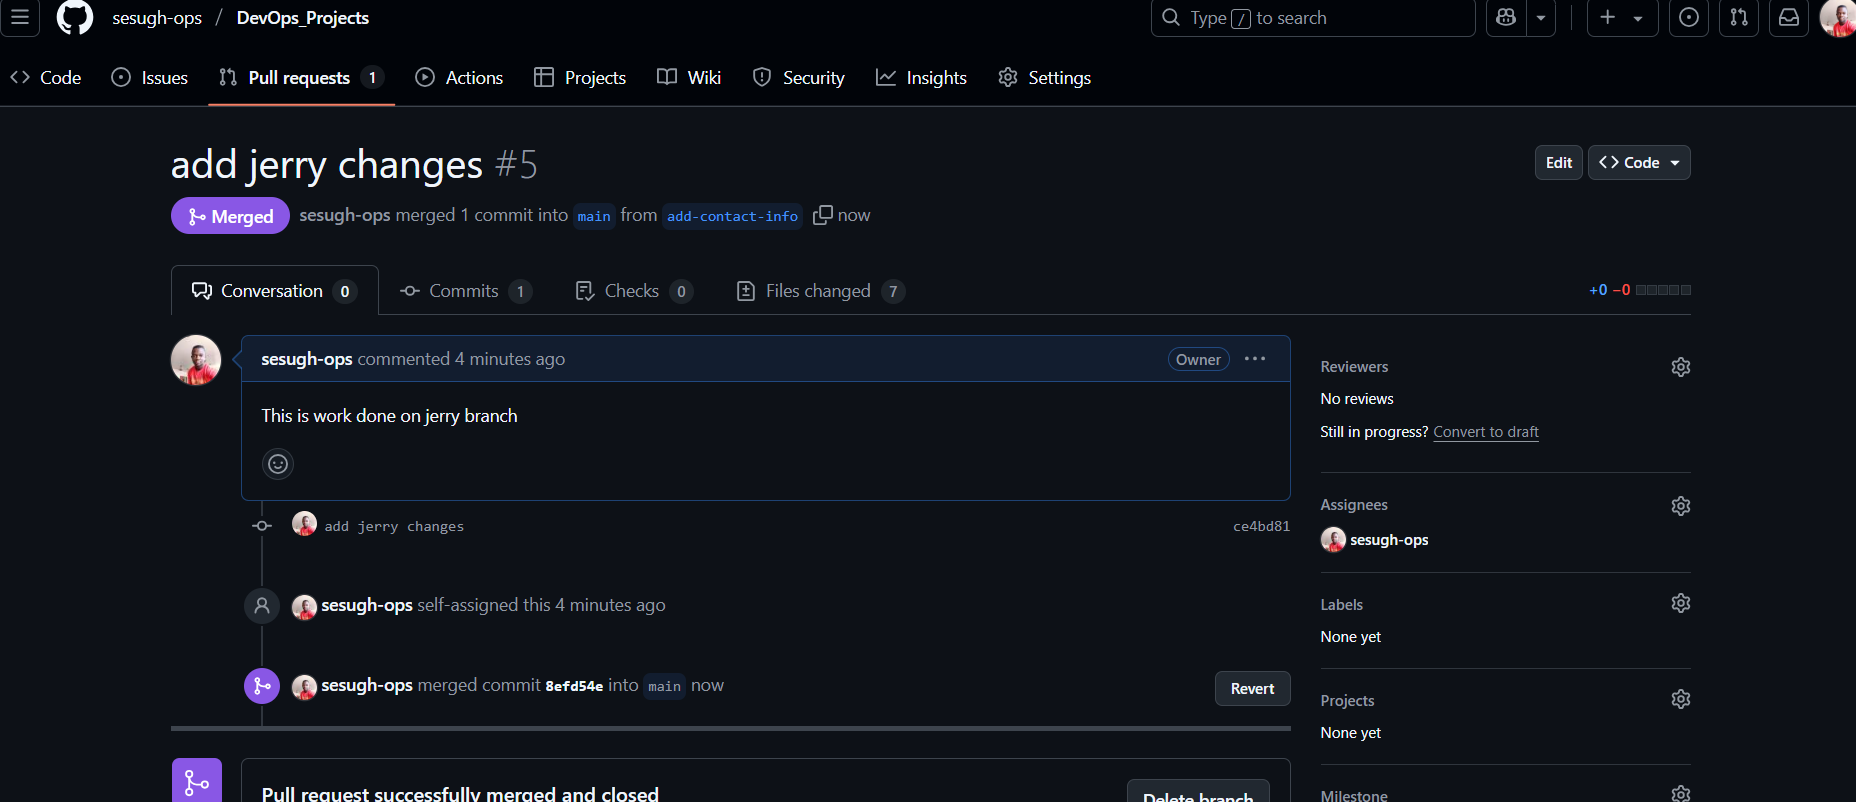 sesugh-ops / DevOps_Projects
Type / to search
Code Issues Pull requests 1 Actions Projects Wiki Security Insights Settings
add jerry changes #5
Edit
Code
Merged
sesugh-ops merged 1 commit into main from add-contact-info now
Conversation 0
Commits 1
Checks 0
Files changed 7
+0 −0
sesugh-ops commented 4 minutes ago
Owner
This is work done on jerry branch
add jerry changes
ce4bd81
sesugh-ops self-assigned this 4 minutes ago
sesugh-ops merged commit 8efd54e into main now
Revert
Pull request successfully merged and closed
Delete branch
Reviewers
No reviews
Still in progress? Convert to draft
Assignees
sesugh-ops
Labels
None yet
Projects
None yet
Milestone